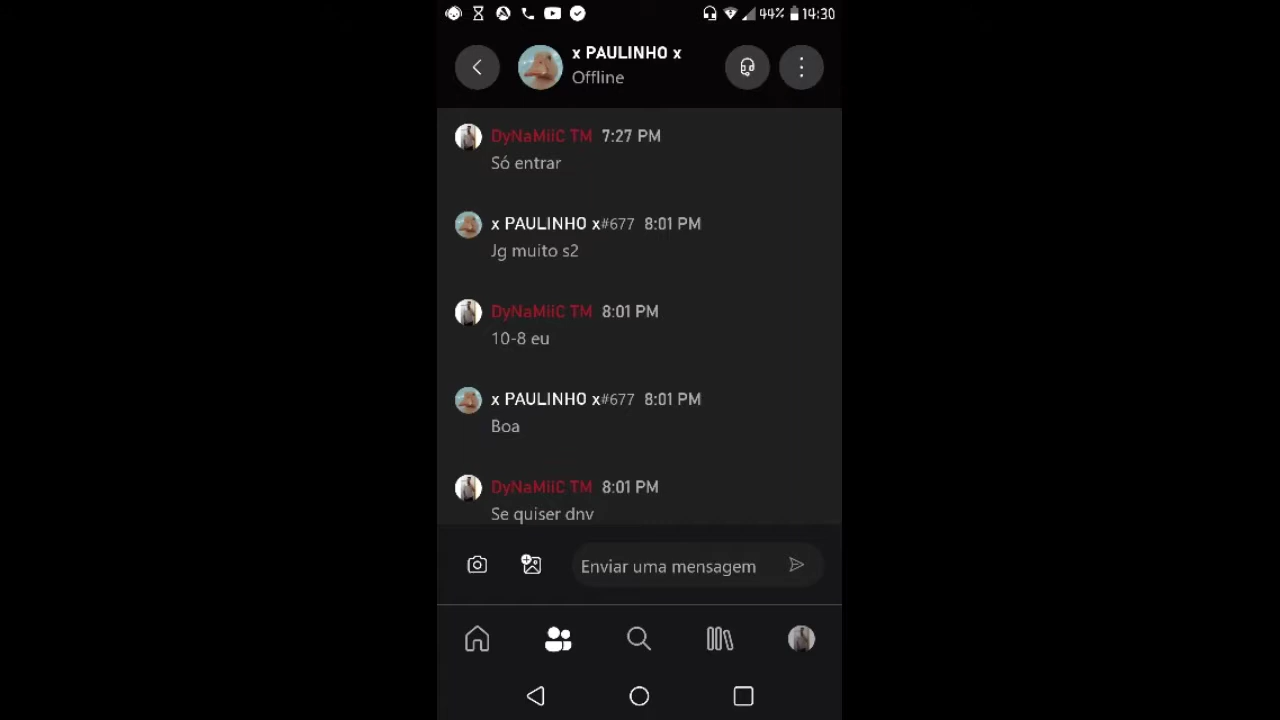 44% 14:30
x PAULINHO x
Offline
DyNaMiiC TM 7:27 PM
Só entrar
x PAULINHO x#677 8:01 PM
Jg muito s2
DyNaMiiC TM 8:01 PM
10-8 eu
x PAULINHO x#677 8:01 PM
Boa
DyNaMiiC TM 8:01 PM
Se quiser dnv
Enviar uma mensagem